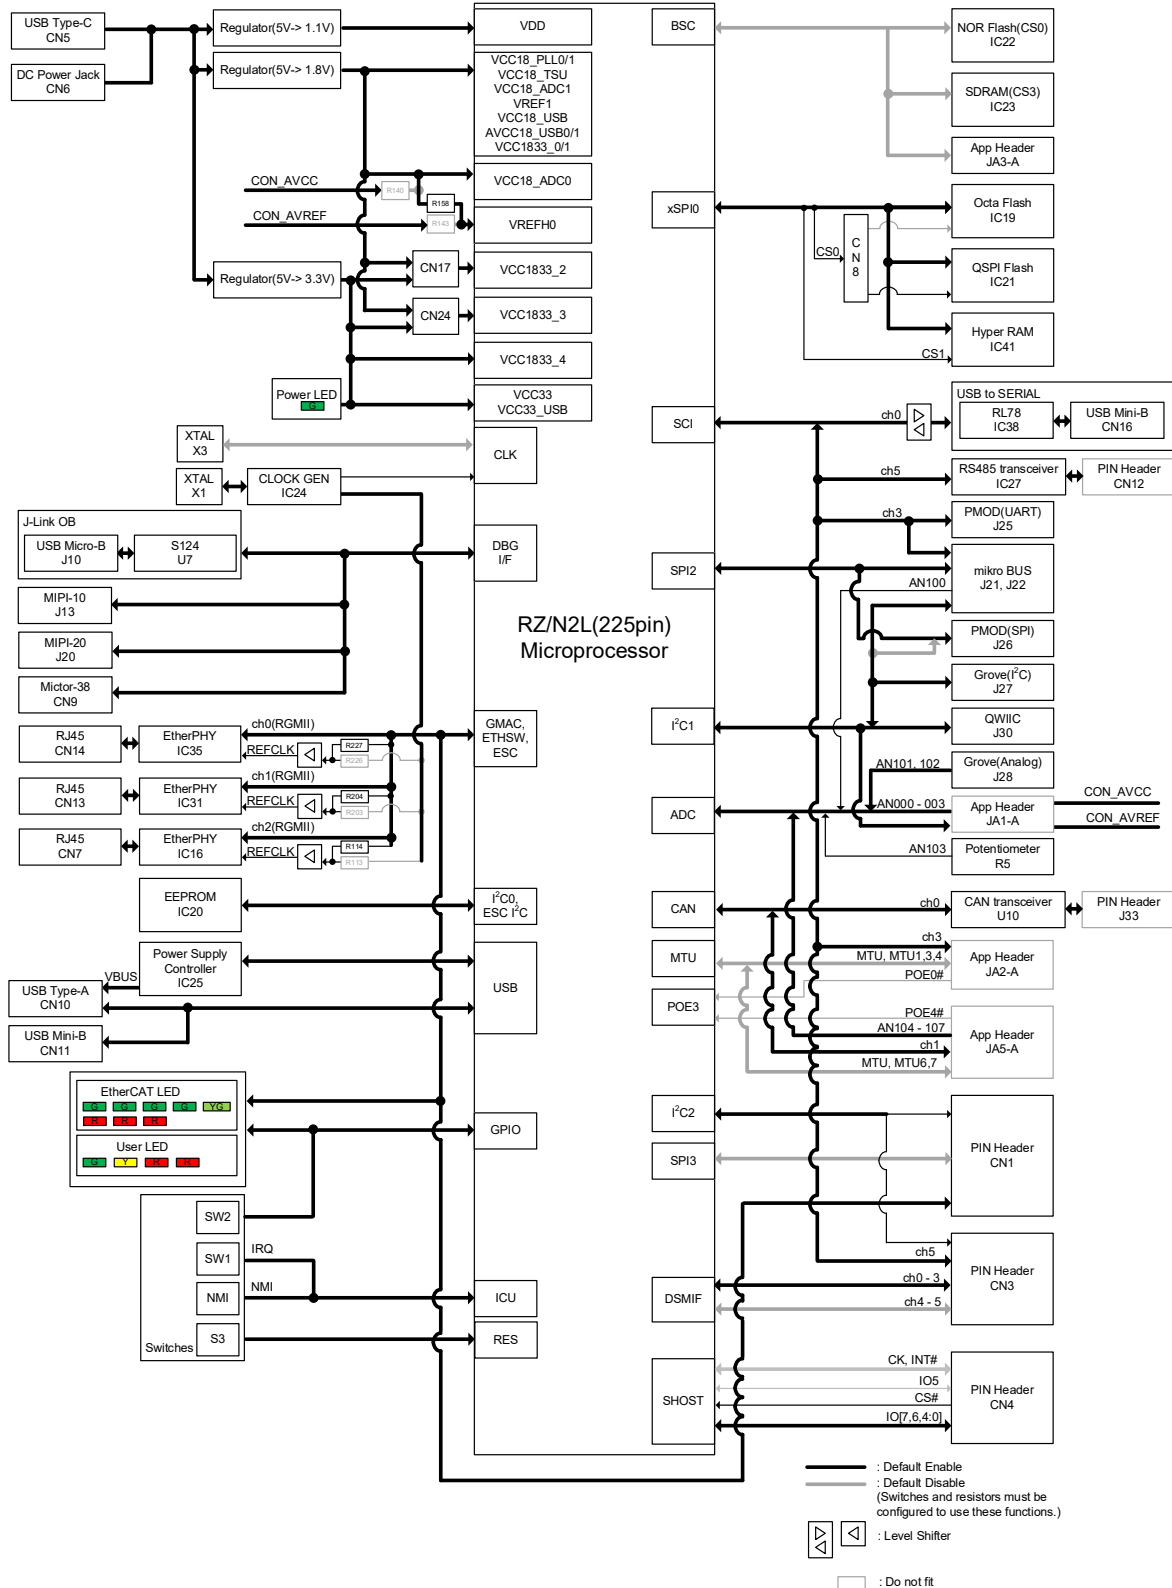 USB Type-C
CN5
DC Power Jack
CN6
Regulator(5V-> 1.1V)
Regulator(5V-> 1.8V)
Regulator(5V-> 3.3V)
VDD
VCC18_PLL0/1
VCC18_TSU
VCC18_ADC1
VREF1
VCC18_USB
AVCC18_USB0/1
VCC1833_0/1
CON_AVCC
R140
VCC18_ADC0
R158
CON_AVREF
R143
VREFH0
CN17
VCC1833_2
CN24
VCC1833_3
VCC1833_4
Power LED
G
VCC33
VCC33_USB
XTAL
X3
CLK
XTAL
X1
CLOCK GEN
IC24
J-Link OB
USB Micro-B
J10
S124
U7
DBG
I/F
MIPI-10
J13
MIPI-20
J20
Mictor-38
CN9
RZ/N2L(225pin)
Microprocessor
RJ45
CN14
EtherPHY
IC35
ch0(RGMII)
REFCLK
R227
R226
GMAC,
ETHSW,
ESC
RJ45
CN13
EtherPHY
IC31
ch1(RGMII)
REFCLK
R204
R203
RJ45
CN7
EtherPHY
IC16
ch2(RGMII)
REFCLK
R114
R113
EEPROM
IC20
I²C0,
ESC I²C
Power Supply
Controller
IC25
VBUS
USB Type-A
CN10
USB Mini-B
CN11
USB
EtherCAT LED
G G G G YG
R R R
User LED
G Y R R
GPIO
SW2
SW1
IRQ
NMI
NMI
S3
Switches
ICU
RES
BSC
NOR Flash(CS0)
IC22
SDRAM(CS3)
IC23
App Header
JA3-A
xSPI0
CS0
C
N
8
CS1
Octa Flash
IC19
QSPI Flash
IC21
Hyper RAM
IC41
SCI
ch0
USB to SERIAL
RL78
IC38
USB Mini-B
CN16
ch5
RS485 transceiver
IC27
PIN Header
CN12
ch3
PMOD(UART)
J25
SPI2
AN100
mikro BUS
J21, J22
PMOD(SPI)
J26
Grove(I²C)
J27
I²C1
QWIIC
J30
AN101, 102
Grove(Analog)
J28
ADC
AN000 - 003
App Header
JA1-A
CON_AVCC
CON_AVREF
AN103
Potentiometer
R5
CAN
ch0
CAN transceiver
U10
PIN Header
J33
MTU
ch3
MTU, MTU1,3,4
POE0#
App Header
JA2-A
POE3
POE4#
AN104 - 107
ch1
MTU, MTU6,7
App Header
JA5-A
I²C2
SPI3
PIN Header
CN1
ch5
ch0 - 3
ch4 - 5
PIN Header
CN3
DSMIF
SHOST
CK, INT#
IO5
CS#
IO[7,6,4:0]
PIN Header
CN4
: Default Enable
: Default Disable
(Switches and resistors must be
configured to use these functions.)
: Level Shifter
: Do not fit